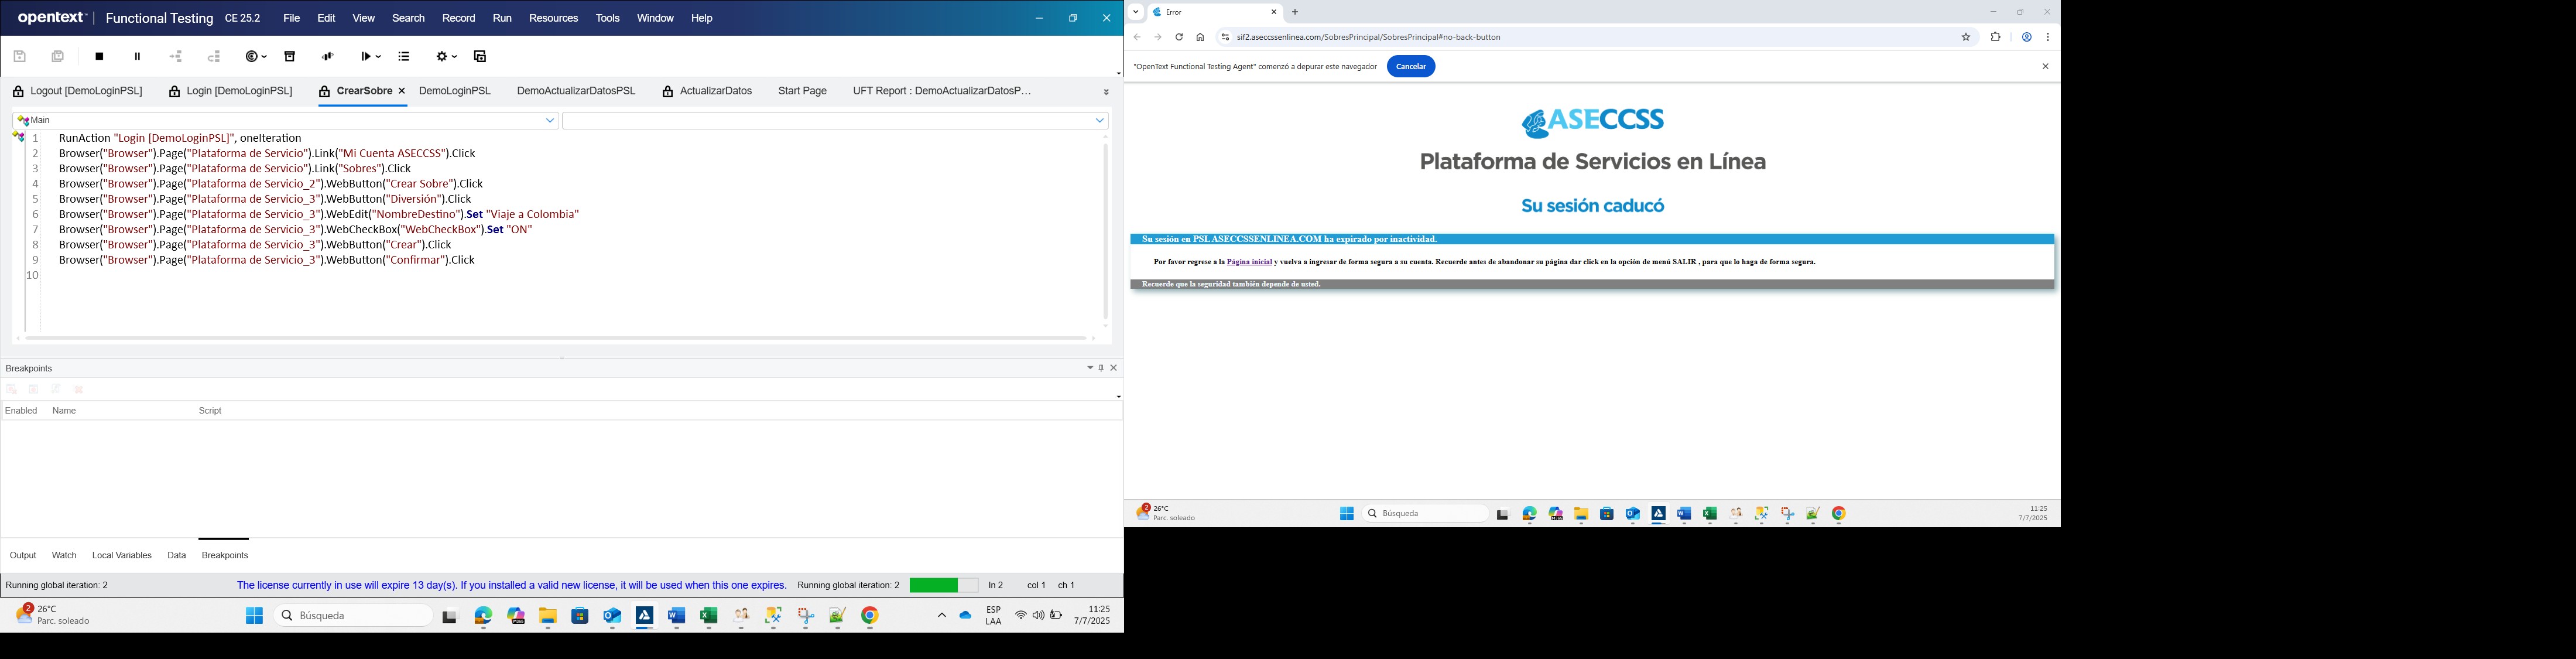 opentext™ | Functional Testing CE 25.2 File Edit View Search Record Run Resources Tools Window Help
Logout [DemoLoginPSL] Login [DemoLoginPSL] CrearSobre DemoLoginPSL DemoActualizarDatosPSL ActualizarDatos Start Page UFT Report : DemoActualizarDatosP…
Main
1 RunAction "Login [DemoLoginPSL]", oneIteration
2 Browser("Browser").Page("Plataforma de Servicio").Link("Mi Cuenta ASECCSS").Click
3 Browser("Browser").Page("Plataforma de Servicio").Link("Sobres").Click
4 Browser("Browser").Page("Plataforma de Servicio_2").WebButton("Crear Sobre").Click
5 Browser("Browser").Page("Plataforma de Servicio_3").WebButton("Diversión").Click
6 Browser("Browser").Page("Plataforma de Servicio_3").WebEdit("NombreDestino").Set "Viaje a Colombia"
7 Browser("Browser").Page("Plataforma de Servicio_3").WebCheckBox("WebCheckBox").Set "ON"
8 Browser("Browser").Page("Plataforma de Servicio_3").WebButton("Crear").Click
9 Browser("Browser").Page("Plataforma de Servicio_3").WebButton("Confirmar").Click
10
Breakpoints
Enabled Name Script
Output Watch Local Variables Data Breakpoints
Running global iteration: 2 The license currently in use will expire 13 day(s). If you installed a valid new license, it will be used when this one expires. Running global iteration: 2 ln 2 col 1 ch 1
2 26°C
Parc. soleado
Búsqueda
ESP
LAA
11:25
7/7/2025
Error
sif2.aseccssenlinea.com/SobresPrincipal/SobresPrincipal#no-back-button
"OpenText Functional Testing Agent" comenzó a depurar este navegador Cancelar
ASECCSS
Plataforma de Servicios en Línea
Su sesión caducó
Su sesión en PSL ASECCSSENLINEA.COM ha expirado por inactividad.
Por favor regrese a la Página inicial y vuelva a ingresar de forma segura a su cuenta. Recuerde antes de abandonar su página dar click en la opción de menú SALIR , para que lo haga de forma segura.
Recuerde que la seguridad también depende de usted.
2 26°C
Parc. soleado
Búsqueda
11:25
7/7/2025